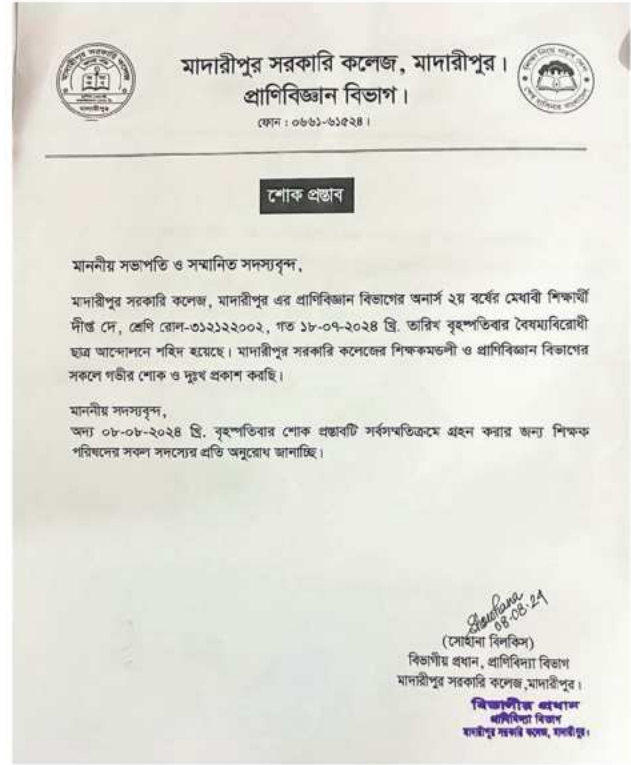 মাদারীপুর সরকারি কলেজ, মাদারীপুর।
প্রাণিবিজ্ঞান বিভাগ।
ফোন : ০৬৬১-৬১৫২৪।
শোক প্রস্তাব
মাননীয় সভাপতি ও সম্মানিত সদস্যবৃন্দ,
মাদারীপুর সরকারি কলেজ, মাদারীপুর এর প্রাণিবিজ্ঞান বিভাগের অনার্স ২য় বর্ষের মেধাবী শিক্ষার্থী
দীপ্ত দে, শ্রেণি রোল-৩১২১২২০০২, গত ১৮-০৭-২০২৪ খ্রি. তারিখ বৃহস্পতিবার বৈষম্যবিরোধী
ছাত্র আন্দোলনে শহিদ হয়েছে। মাদারীপুর সরকারি কলেজের শিক্ষকমন্ডলী ও প্রাণিবিজ্ঞান বিভাগের
সকলে গভীর শোক ও দুঃখ প্রকাশ করছি।
মাননীয় সদস্যবৃন্দ,
অদ্য ০৮-০৮-২০২৪ খ্রি. বৃহস্পতিবার শোক প্রস্তাবটি সর্বসম্মতিক্রমে গ্রহন করার জন্য শিক্ষক
পরিষদের সকল সদস্যের প্রতি অনুরোধ জানাচ্ছি।
08-08-24
(সোহানা বিলকিস)
বিভাগীয় প্রধান, প্রাণিবিদ্যা বিভাগ
মাদারীপুর সরকারি কলেজ,মাদারীপুর।
বিভাগীয় প্রধান
প্রাণিবিদ্যা বিভাগ
মাদারীপুর সরকারি কলেজ, মাদারীপুর।